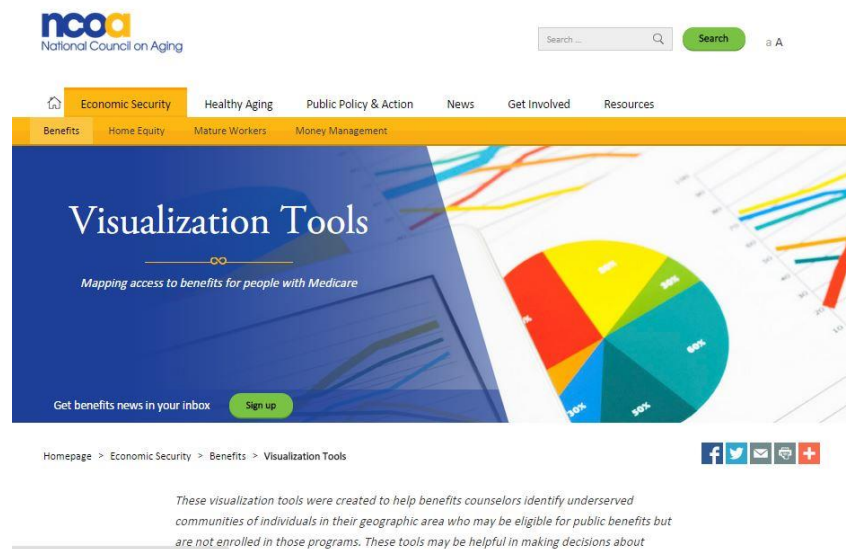 ncoa
National Council on Aging
Search ...
Search
a A
Economic Security Healthy Aging Public Policy & Action News Get Involved Resources
Benefits Home Equity Mature Workers Money Management
Visualization Tools
Mapping access to benefits for people with Medicare
30%
60%
30%
50%
Get benefits news in your inbox Sign up
Homepage > Economic Security > Benefits > Visualization Tools
These visualization tools were created to help benefits counselors identify underserved
communities of individuals in their geographic area who may be eligible for public benefits but
are not enrolled in those programs. These tools may be helpful in making decisions about